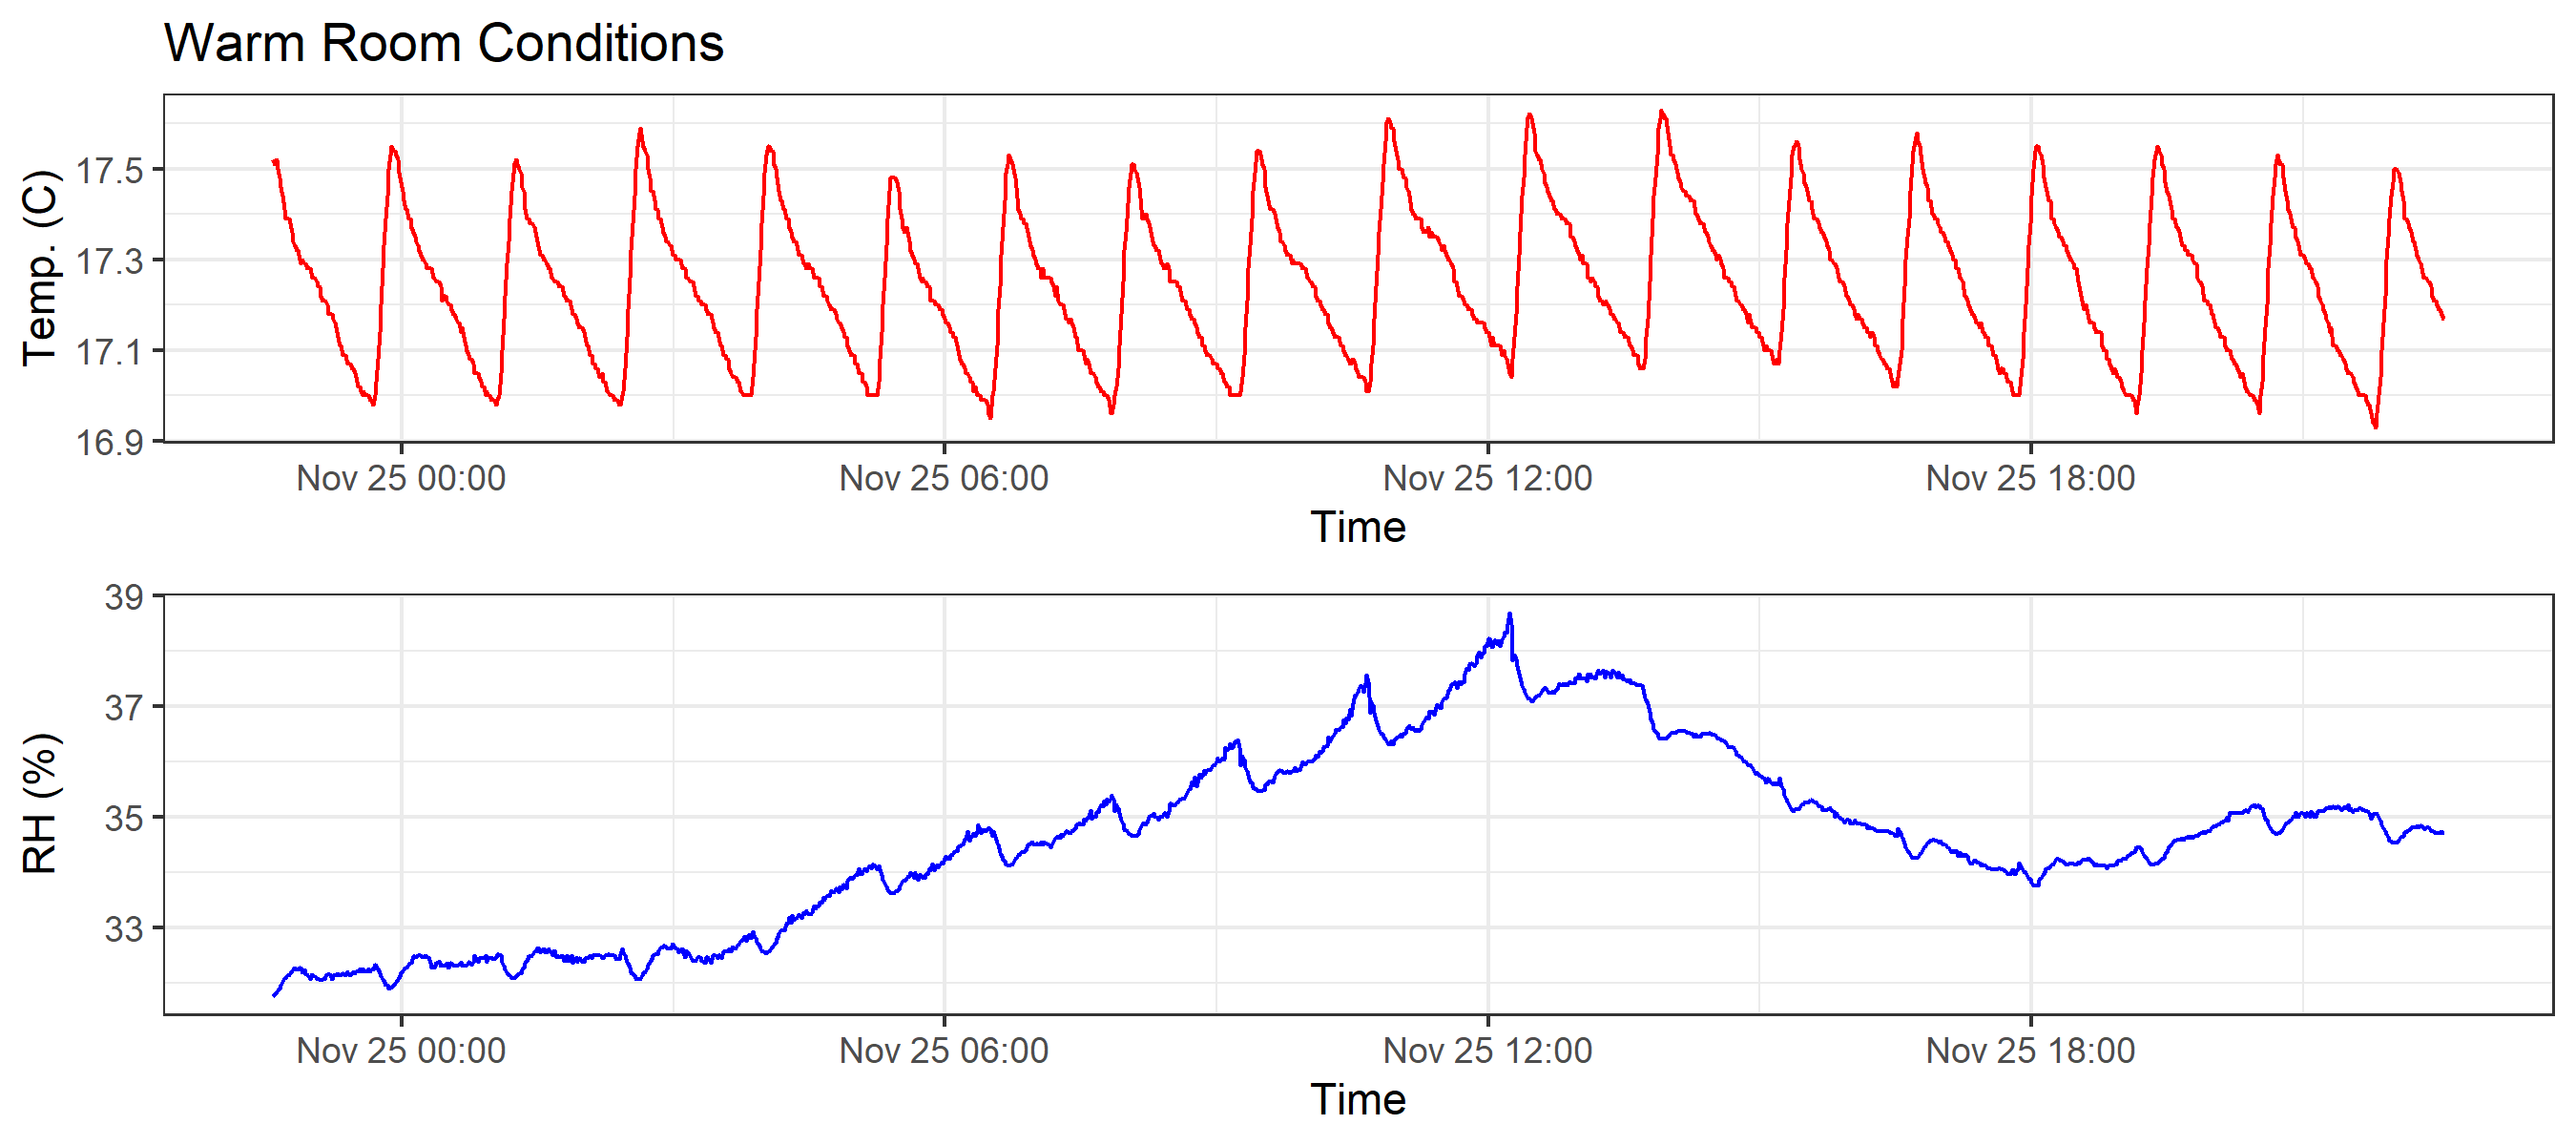 Warm Room Conditions
Temp. (C)
17.5
17.3
17.1
16.9
Nov 25 00:00 Nov 25 06:00 Nov 25 12:00 Nov 25 18:00
Time
RH (%)
39
37
35
33
Nov 25 00:00 Nov 25 06:00 Nov 25 12:00 Nov 25 18:00
Time